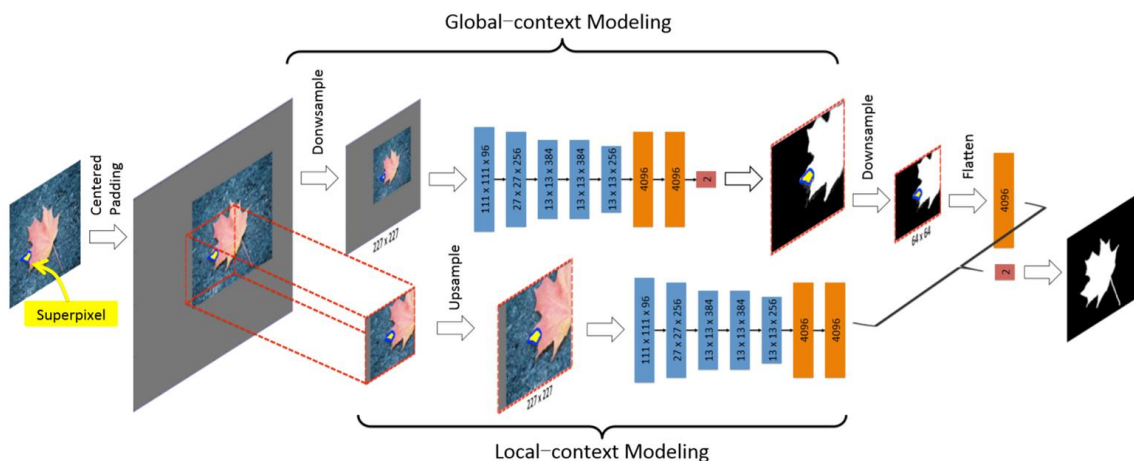 Global−context Modeling
Centered
Padding
Superpixel
Donwsample
227 x 227
111 x 111 x 96
27 x 27 x 256
13 x 13 x 384
13 x 13 x 384
13 x 13 x 256
4096
4096
2
Downsample
64 x 64
Flatten
4096
2
Upsample
227 x 227
111 x 111 x 96
27 x 27 x 256
13 x 13 x 384
13 x 13 x 384
13 x 13 x 256
4096
4096
Local−context Modeling